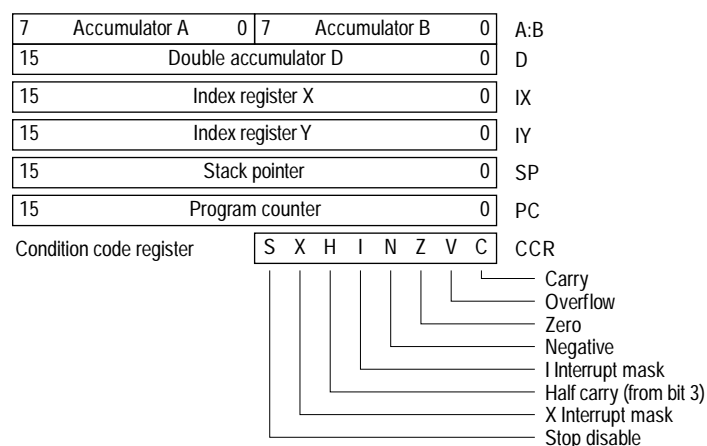 7 Accumulator A 0 7 Accumulator B 0 A:B
15 Double accumulator D 0 D
15 Index register X 0 IX
15 Index register Y 0 IY
15 Stack pointer 0 SP
15 Program counter 0 PC
Condition code register S X H I N Z V C CCR
Carry
Overflow
Zero
Negative
I Interrupt mask
Half carry (from bit 3)
X Interrupt mask
Stop disable